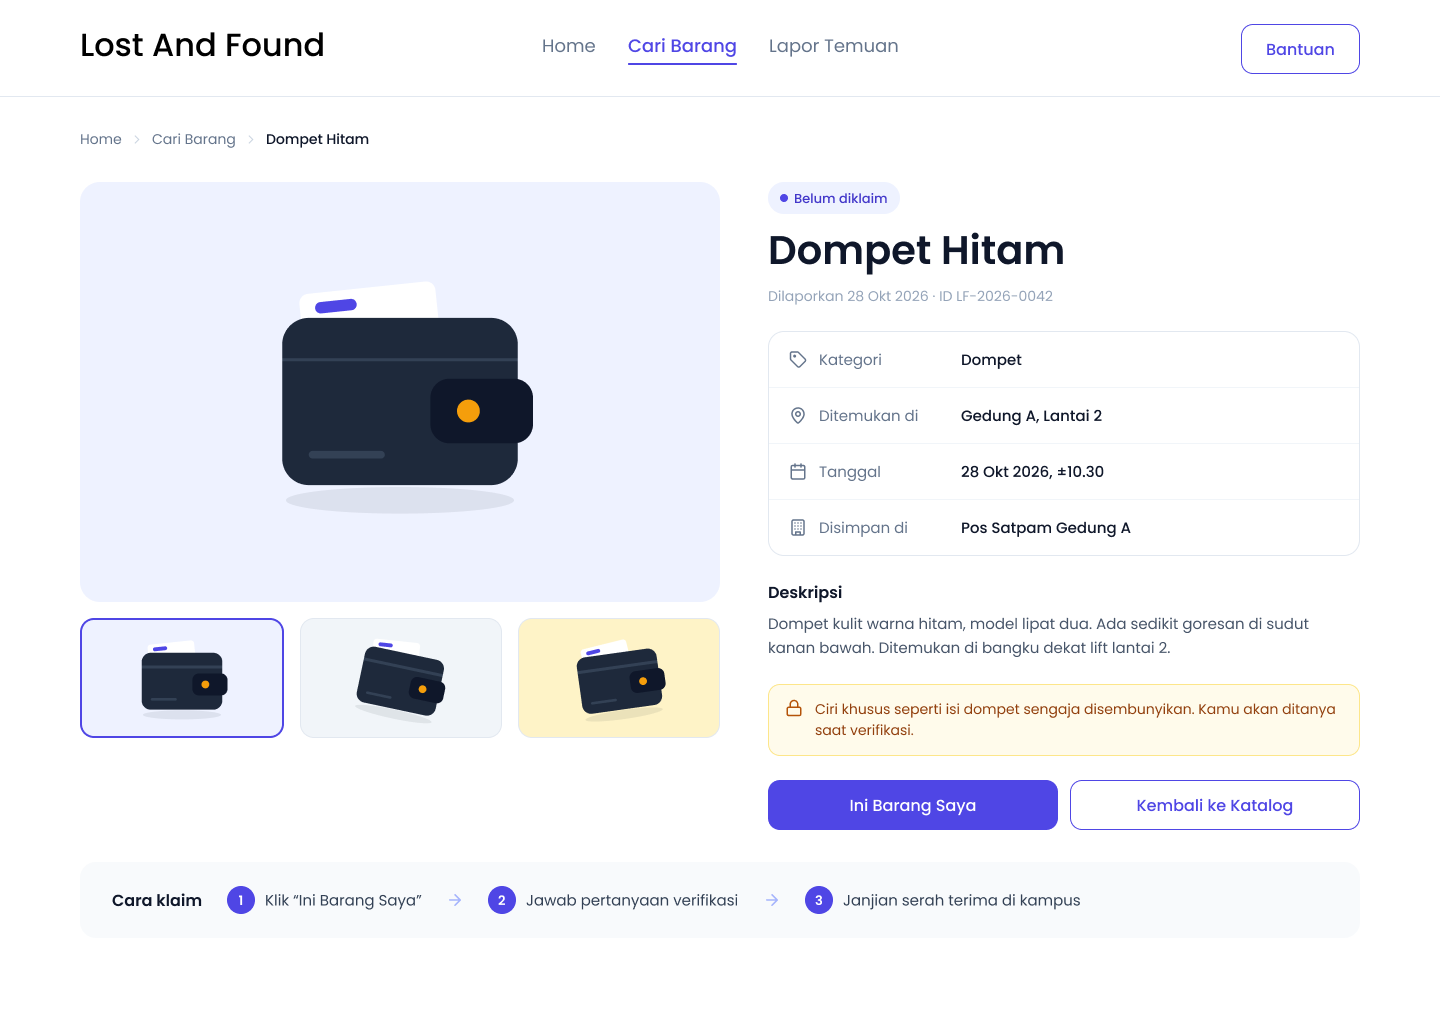 Lost And Found
Home
Cari Barang
Lapor Temuan
Bantuan
Home
Cari Barang
Dompet Hitam
Belum diklaim
Dompet Hitam
Dilaporkan 28 Okt 2026 · ID LF-2026-0042
Kategori
Dompet
Ditemukan di
Gedung A, Lantai 2
Tanggal
28 Okt 2026, ±10.30
Disimpan di
Pos Satpam Gedung A
Deskripsi
Dompet kulit warna hitam, model lipat dua. Ada sedikit goresan di sudut
kanan bawah. Ditemukan di bangku dekat lift lantai 2.
Ciri khusus seperti isi dompet sengaja disembunyikan. Kamu akan ditanya
saat verifikasi.
Ini Barang Saya
Kembali ke Katalog
Cara klaim
1
Klik “Ini Barang Saya”
2
Jawab pertanyaan verifikasi
3
Janjian serah terima di kampus